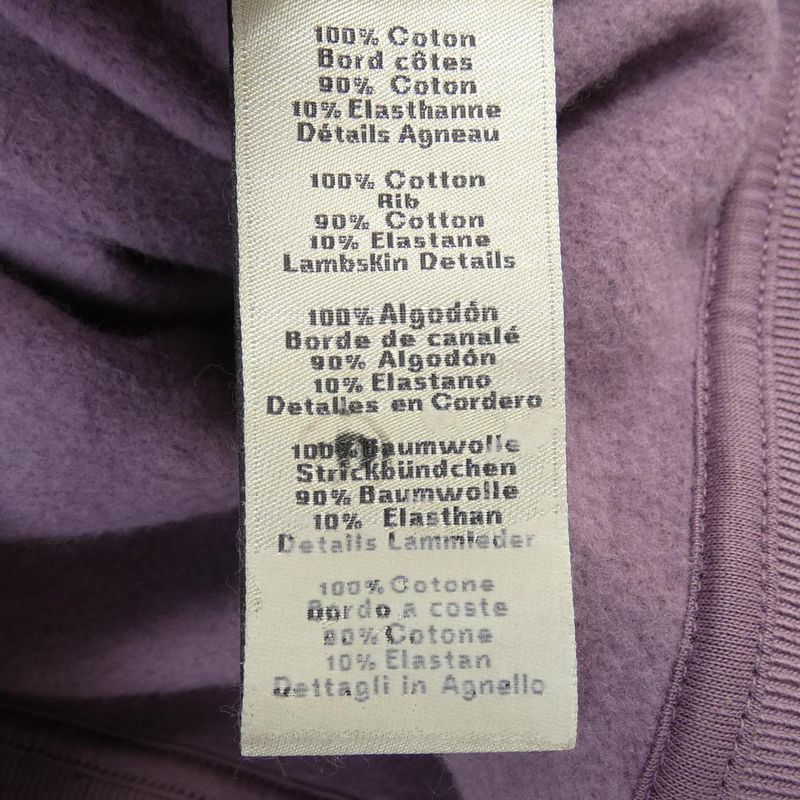 100% Coton
Bord côtes
90% Coton
10% Elasthanne
Détails Agneau
100% Cotton
Rib
90% Cotton
10% Elastane
Lambskin Details
100% Algodón
Borde de canalé
90% Algodón
10% Elastano
Detalles en Cordero
100% Baumwolle
Strickbündchen
90% Baumwolle
10% Elasthan
Details Lammleder
100% Cotone
Bordo a coste
90% Cotone
10% Elastan
Dettagli in Agnello